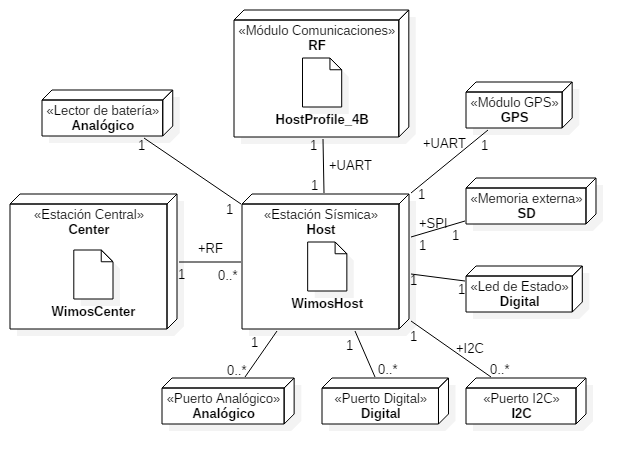 «Módulo Comunicaciones»
RF
HostProfile_4B
«Lector de batería»
Analógico
«Módulo GPS»
GPS
1
1
+UART
1
+UART
1
1
1
1
«Estación Central»
Center
WimosCenter
«Estación Sísmica»
Host
WimosHost
«Memoria externa»
SD
+SPI
1
1
+RF
1
0..*
1
1
«Led de Estado»
Digital
1
1
1
+I2C
0..*
0..*
0..*
«Puerto Analógico»
Analógico
«Puerto Digital»
Digital
«Puerto I2C»
I2C